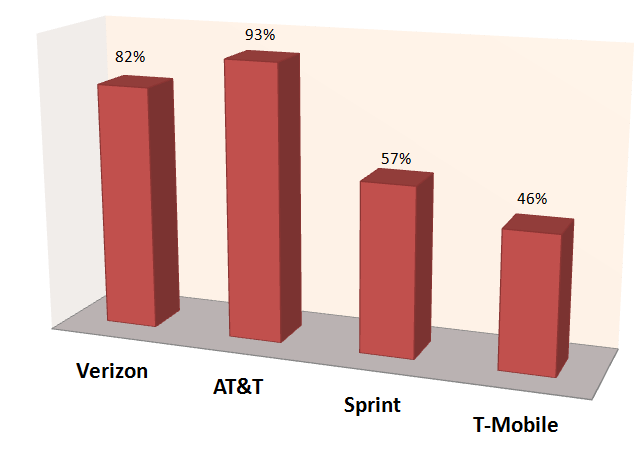 82%
93%
57%
46%
Verizon
AT&T
Sprint
T-Mobile